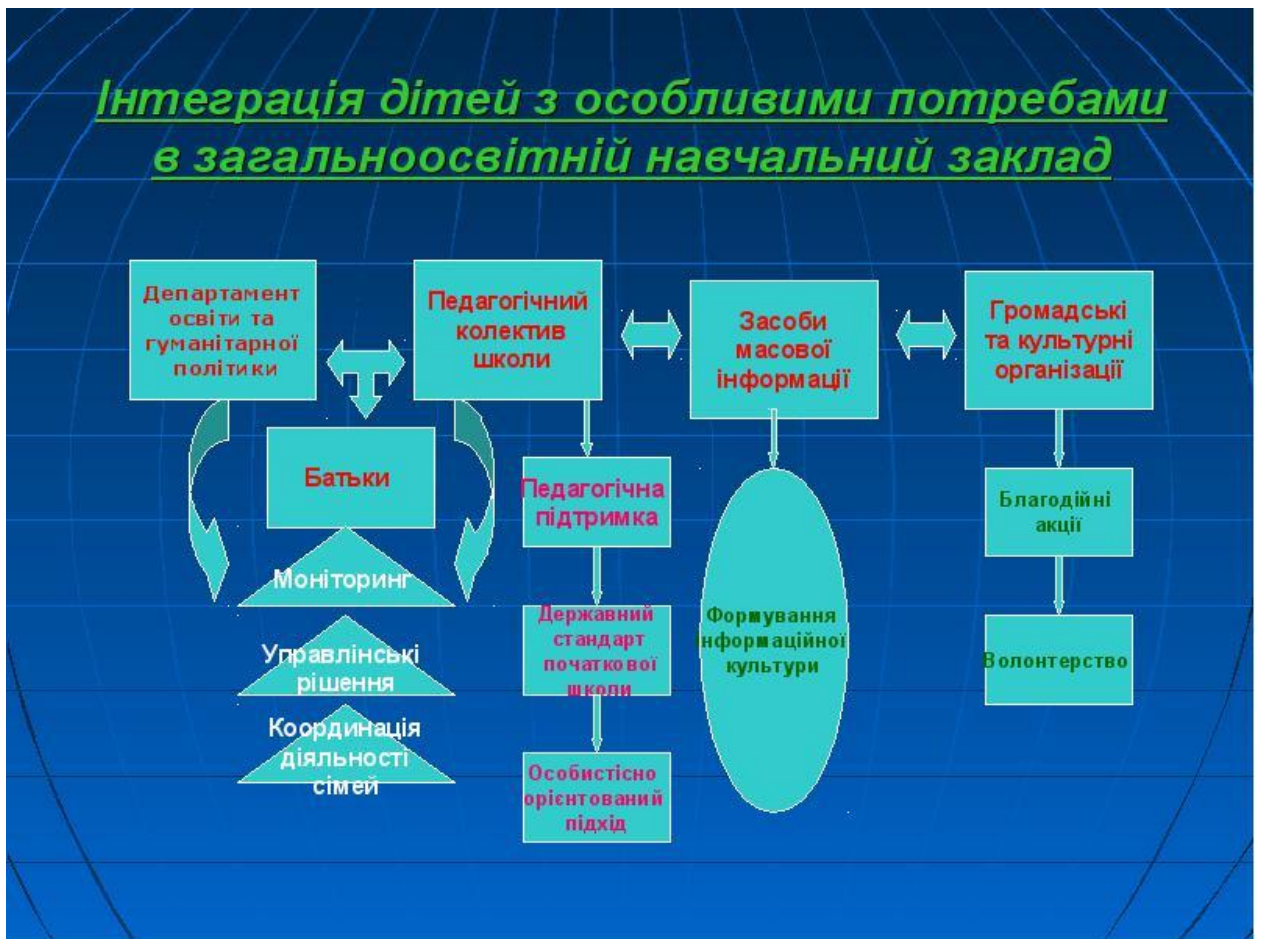 Інтеграція дітей з особливими потребами
в загальноосвітній навчальний заклад
Департамент
освіти та
гуманітарної
політики
Педагогічний
колектив
школи
Засоби
масової
інформації
Громадські
та культурні
організації
Батьки
Моніторинг
Управлінські
рішення
Координація
діяльності
сімей
Педагогічна
підтримка
Державний
стандарт
початкової
школи
Особистісно
орієнтований
підхід
Формування
інформаційної
культури
Благодійні
акції
Волонтерство